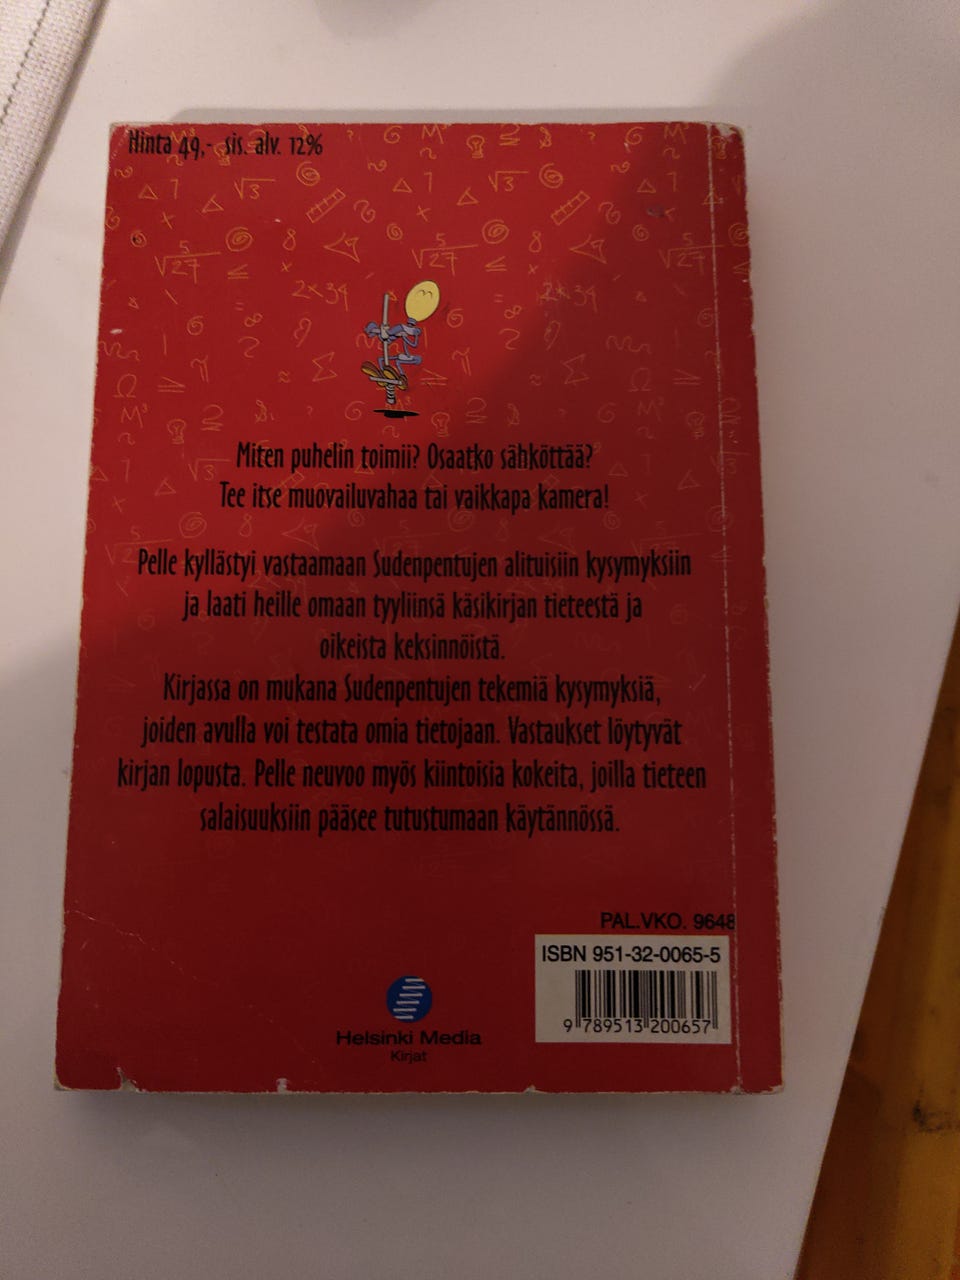 Hinta 49,- sis. alv. 12%
Miten puhelin toimii? Osaatko sähköttää?
Tee itse muovailuvahaa tai vaikkapa kamera!
Pelle kyllästyi vastaamaan Sudenpentujen alituisiin kysymyksiin
ja laati heille omaan tyyliinsä käsikirjan tieteestä ja
oikeista keksinnöistä.
Kirjassa on mukana Sudenpentujen tekemiä kysymyksiä,
joiden avulla voi testata omia tietojaan. Vastaukset löytyvät
kirjan lopusta. Pelle neuvoo myös kiintoisia kokeita, joilla tieteen
salaisuuksiin pääsee tutustumaan käytännössä.
PAL.VKO. 9648
ISBN 951-32-0065-5
9 789513 200657
Helsinki Media
Kirjat